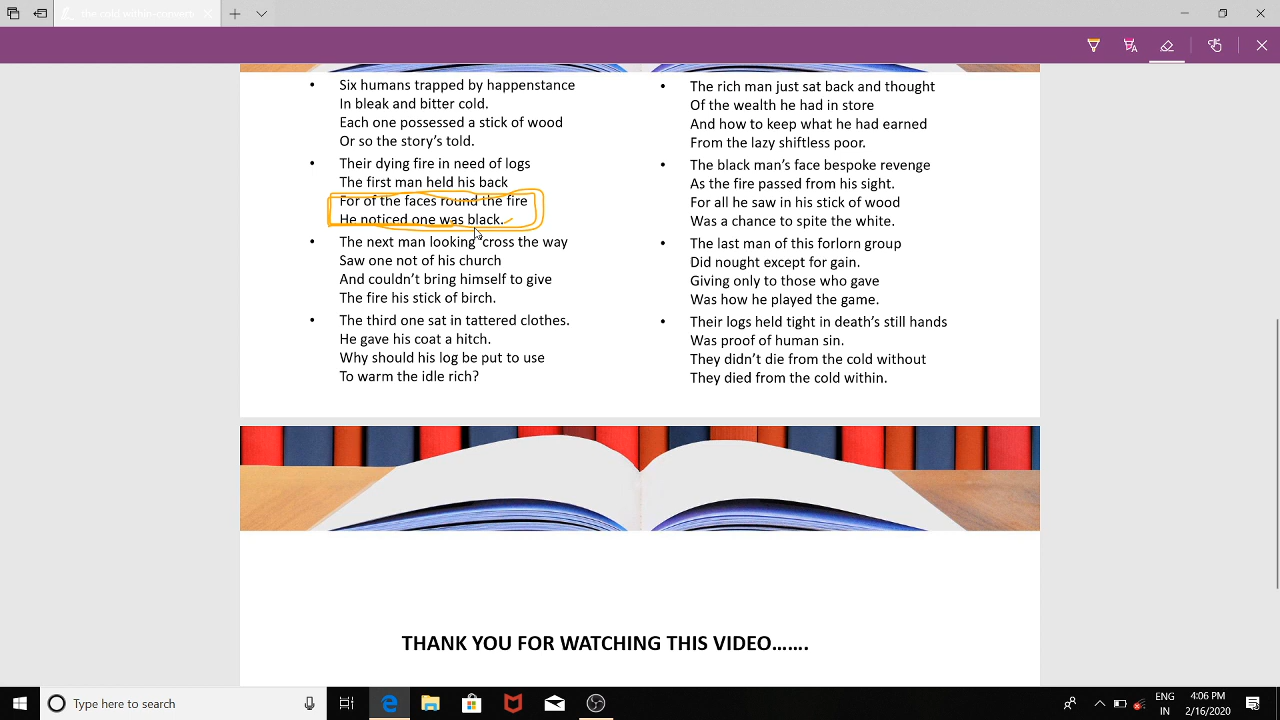 the cold within-converti
Six humans trapped by happenstance
In bleak and bitter cold.
Each one possessed a stick of wood
Or so the story's told.
Their dying fire in need of logs
The first man held his back
For of the faces round the fire
He noticed one was black.
The next man looking 'cross the way
Saw one not of his church
And couldn't bring himself to give
The fire his stick of birch.
The third one sat in tattered clothes.
He gave his coat a hitch.
Why should his log be put to use
To warm the idle rich?
The rich man just sat back and thought
Of the wealth he had in store
And how to keep what he had earned
From the lazy shiftless poor.
The black man's face bespoke revenge
As the fire passed from his sight.
For all he saw in his stick of wood
Was a chance to spite the white.
The last man of this forlorn group
Did nought except for gain.
Giving only to those who gave
Was how he played the game.
Their logs held tight in death's still hands
Was proof of human sin.
They didn't die from the cold without
They died from the cold within.
THANK YOU FOR WATCHING THIS VIDEO.......
Type here to search
ENG
IN
4:06 PM
2/16/2020